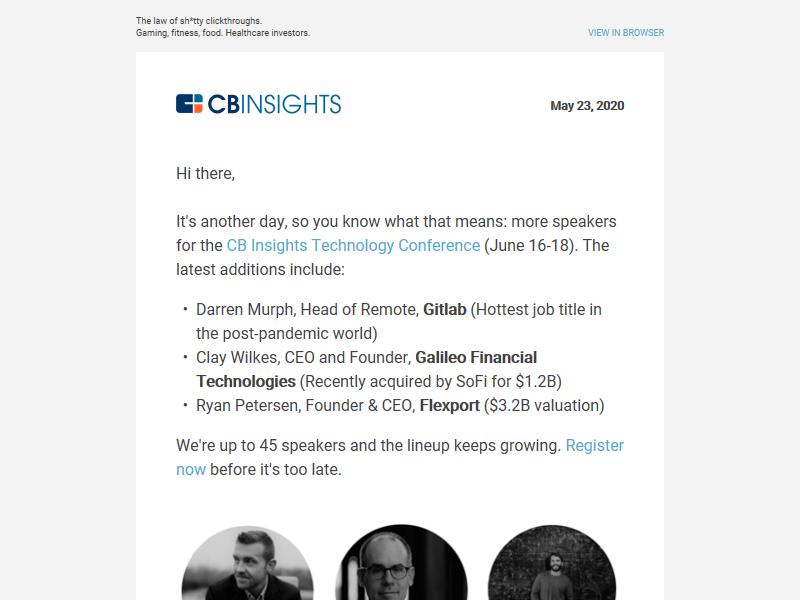 The law of sh*tty clickthroughs.
Gaming, fitness, food. Healthcare investors.
VIEW IN BROWSER
CBINSIGHTS
May 23, 2020
Hi there,
It's another day, so you know what that means: more speakers
for the CB Insights Technology Conference (June 16-18). The
latest additions include:
• Darren Murph, Head of Remote, Gitlab (Hottest job title in
the post-pandemic world)
• Clay Wilkes, CEO and Founder, Galileo Financial
Technologies (Recently acquired by SoFi for $1.2B)
• Ryan Petersen, Founder & CEO, Flexport ($3.2B valuation)
We're up to 45 speakers and the lineup keeps growing. Register
now before it's too late.